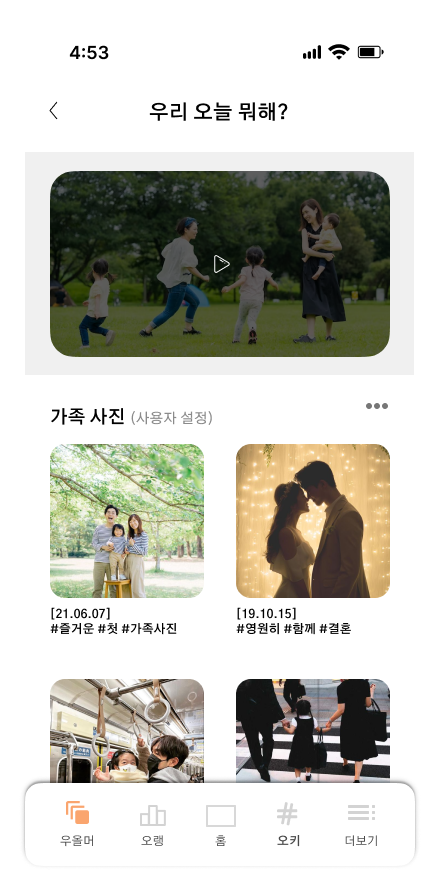 4:53
우리 오늘 뭐해?
가족 사진 (사용자 설정)
[21.06.07]
#즐거운 #첫 #가족사진
[19.10.15]
#영원히 #함께 #결혼
우올머
오랭
홈
오키
더보기